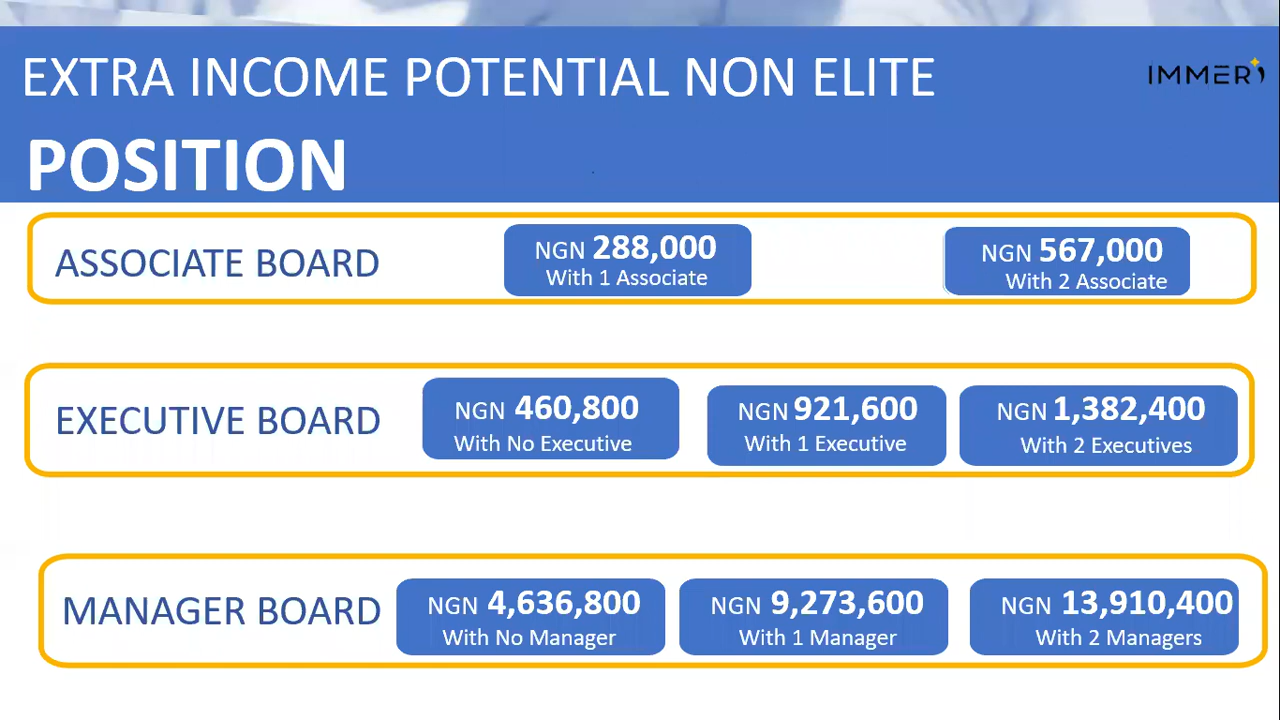 EXTRA INCOME POTENTIAL NON ELITE
IMMERI
POSITION
ASSOCIATE BOARD
NGN 288,000
With 1 Associate
NGN 567,000
With 2 Associate
EXECUTIVE BOARD
NGN 460,800
With No Executive
NGN 921,600
With 1 Executive
NGN 1,382,400
With 2 Executives
MANAGER BOARD
NGN 4,636,800
With No Manager
NGN 9,273,600
With 1 Manager
NGN 13,910,400
With 2 Managers